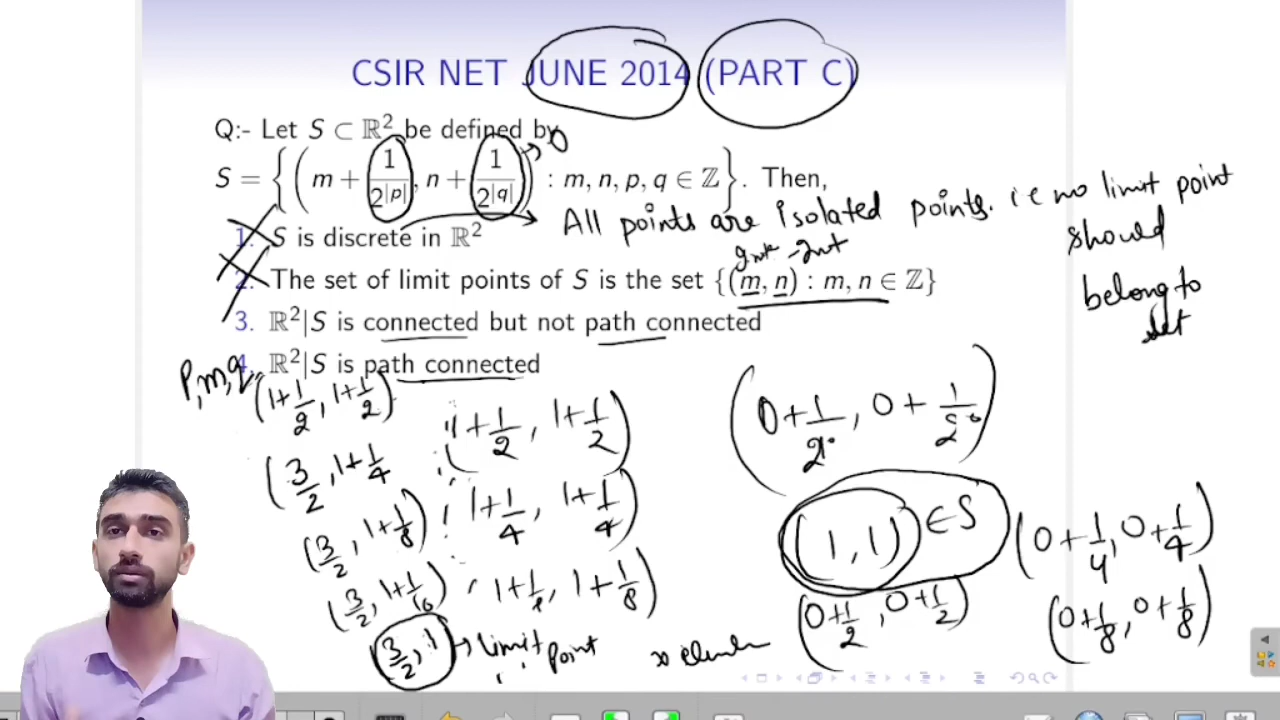 CSIR NET JUNE 2014 (PART C)
Q:- Let S ⊂ ℝ² be defined by
→ 0
S = {(m + 1/2^|p|, n + 1/2^|q|) : m, n, p, q ∈ ℤ}. Then,
All points are isolated points. i.e no limit point
should
belong to
set
1. S is discrete in ℝ²
2. The set of limit points of S is the set {(m, n) : m, n ∈ ℤ}
3. ℝ²|S is connected but not path connected
4. ℝ²|S is path connected
P, m, q
(1+1/2, 1+1/2)
(3/2, 1+1/4
(3/2, 1+1/8)
(3/2, 1+1/16)
(3/2, 1) → limit point
(1+1/2, 1+1/2)
1+1/4, 1+1/4)
1+1/8, 1+1/8)
(0+1/2⁰, 0+1/2⁰)
(1,1) ∈ S
(0+1/2, 0+1/2)
(0+1/4, 0+1/4)
(0+1/8, 0+1/8)